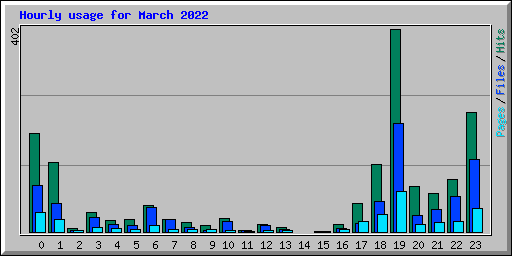 Hourly usage for March 2022
402
Pages/Files/Hits
0 1 2 3 4 5 6 7 8 9 10 11 12 13 14 15 16 17 18 19 20 21 22 23